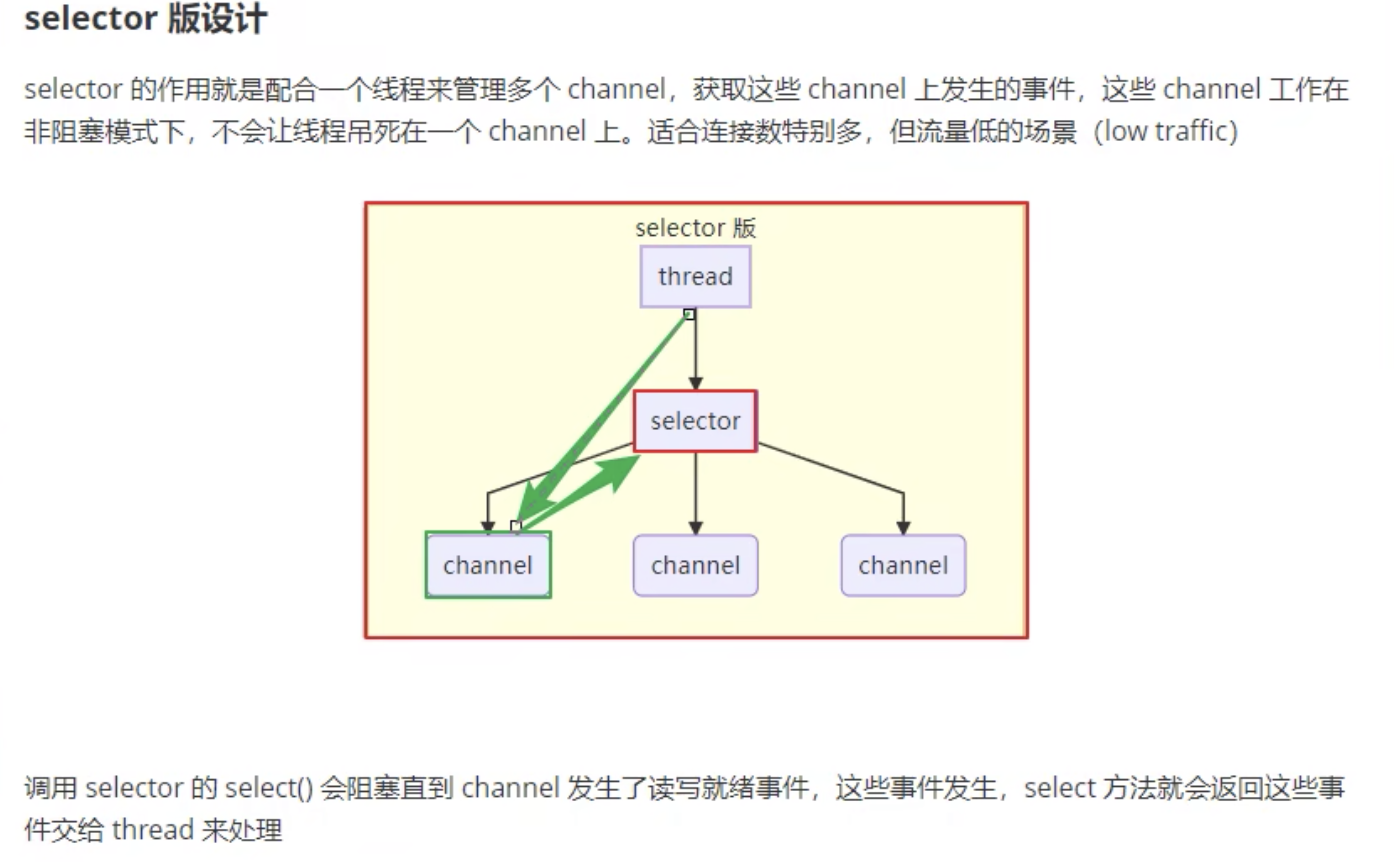 selector 版设计
selector 的作用就是配合一个线程来管理多个 channel，获取这些 channel 上发生的事件，这些 channel 工作在
非阻塞模式下，不会让线程吊死在一个 channel 上。适合连接数特别多，但流量低的场景（low traffic）
selector 版
thread
selector
channel
channel
channel
调用 selector 的 select() 会阻塞直到 channel 发生了读写就绪事件，这些事件发生，select 方法就会返回这些事
件交给 thread 来处理